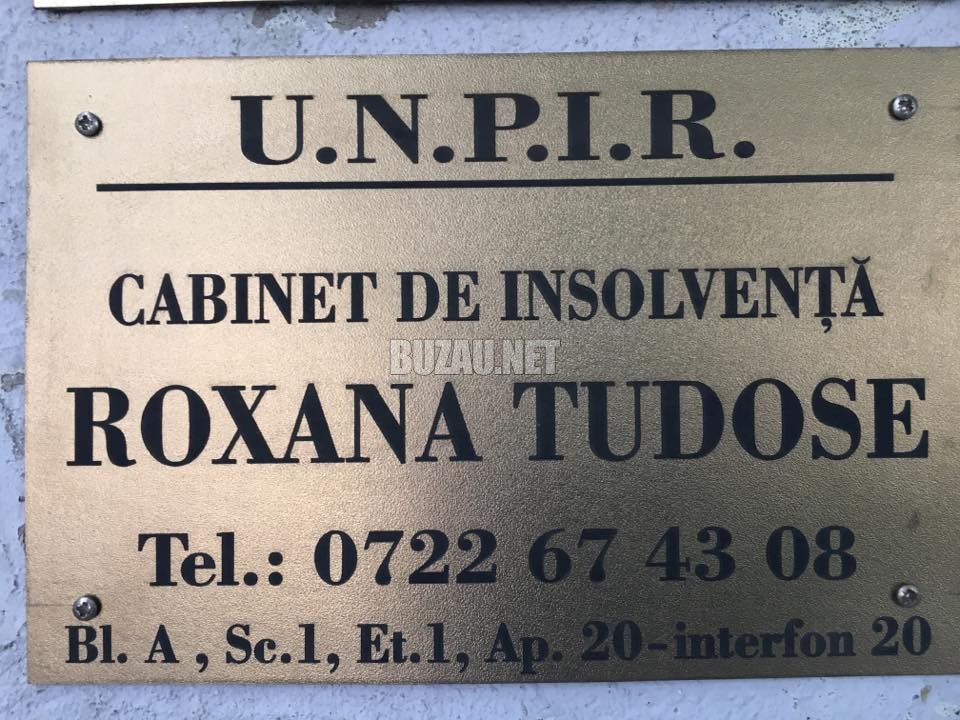 U.N.P.I.R.
CABINET DE INSOLVENȚĂ
BUZAU.NET
ROXANA TUDOSE
Tel.: 0722 67 43 08
Bl. A , Sc.1, Et.1, Ap. 20-interfon 20